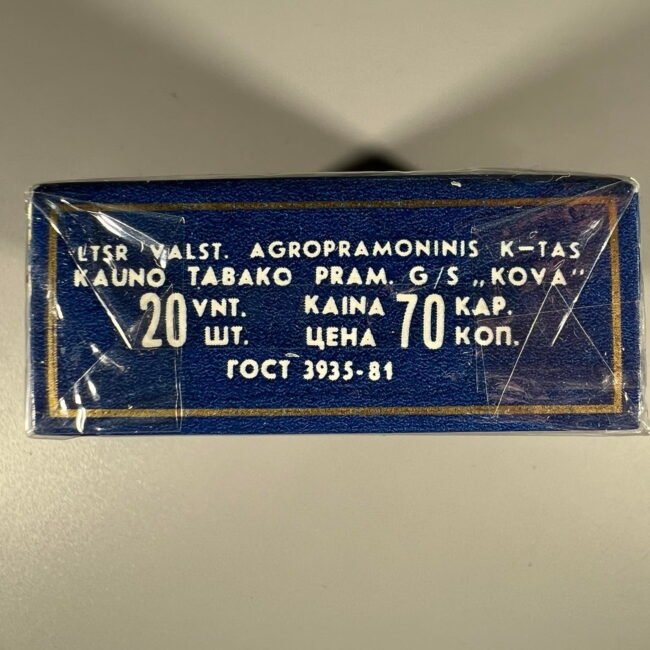 LTSR VALST. AGROPRAMONINIS K–TAS
KAUNO TABAKO PRAM. G/S „KOVA“
20 VNT. KAINA 70 KAP.
ШТ. ЦЕНА КОП.
ГОСТ 3935-81